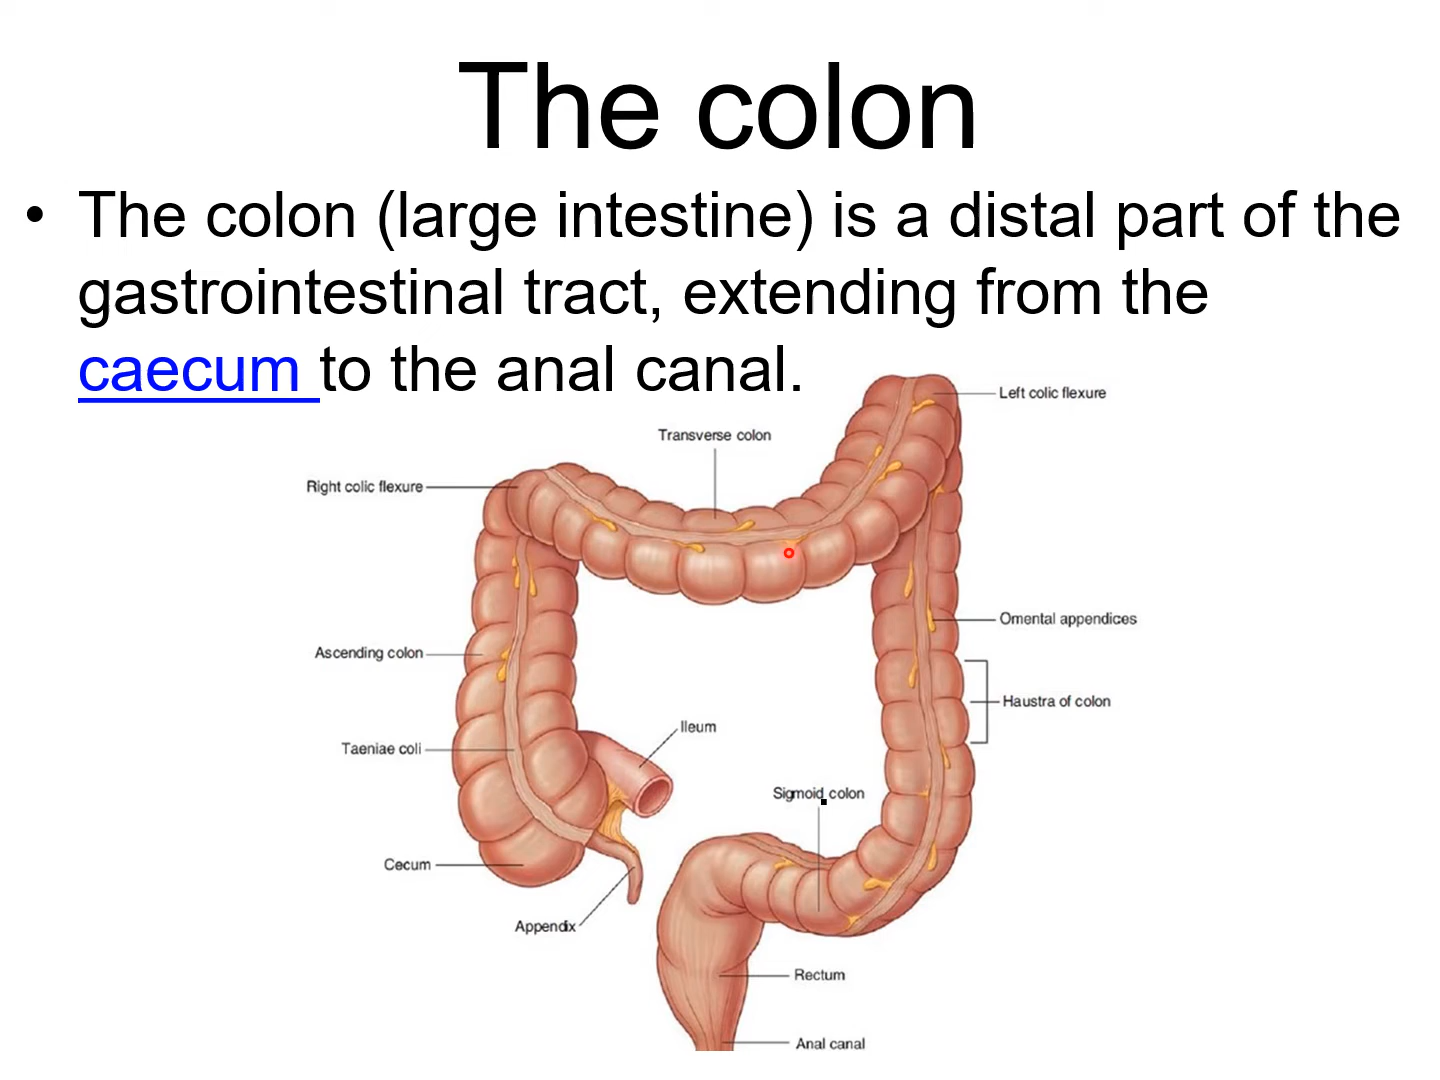 The colon
• The colon (large intestine) is a distal part of the
gastrointestinal tract, extending from the
caecum to the anal canal.
Left colic flexure
Transverse colon
Right colic flexure
Omental appendices
Ascending colon
Haustra of colon
Ileum
Taeniae coli
Sigmoid colon
Cecum
Appendix
Rectum
Anal canal